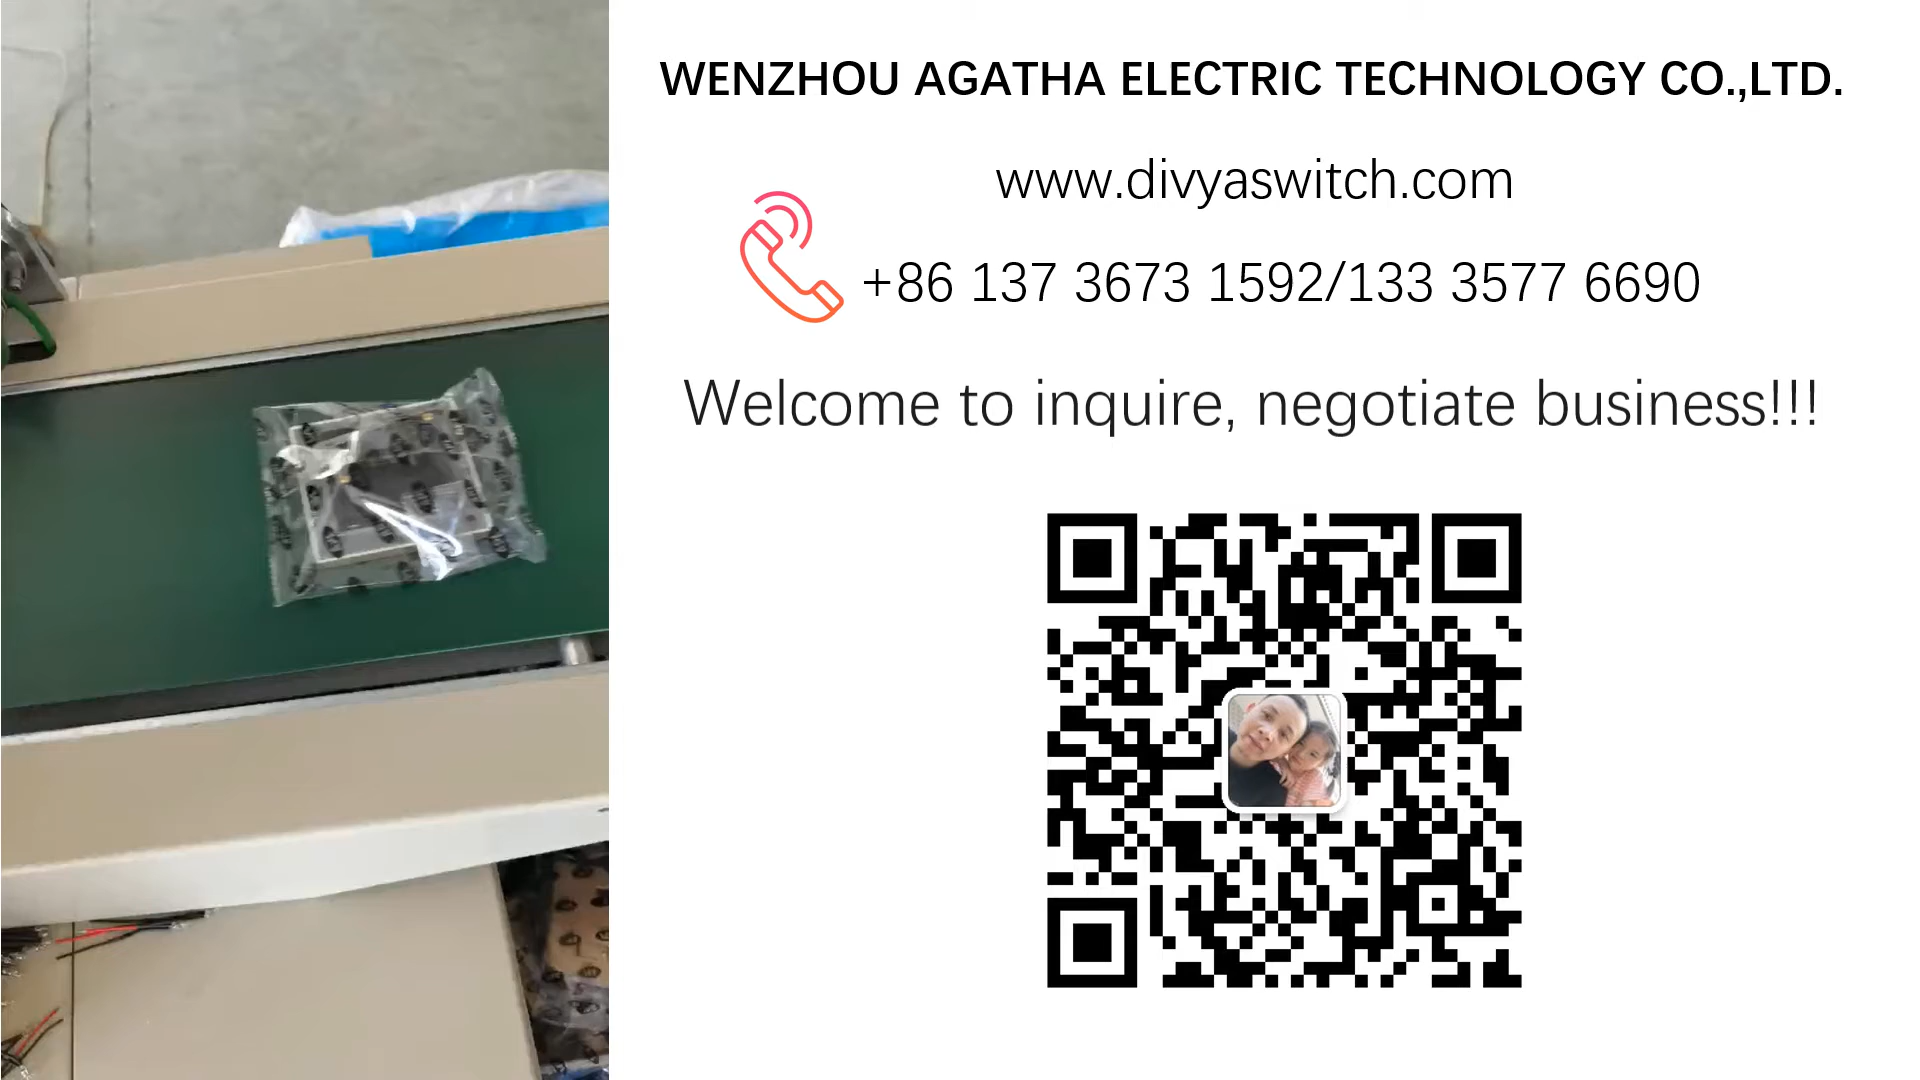 WENZHOU AGATHA ELECTRIC TECHNOLOGY CO.,LTD.
www.divyaswitch.com
+86 137 3673 1592/133 3577 6690
Welcome to inquire, negotiate business!!!